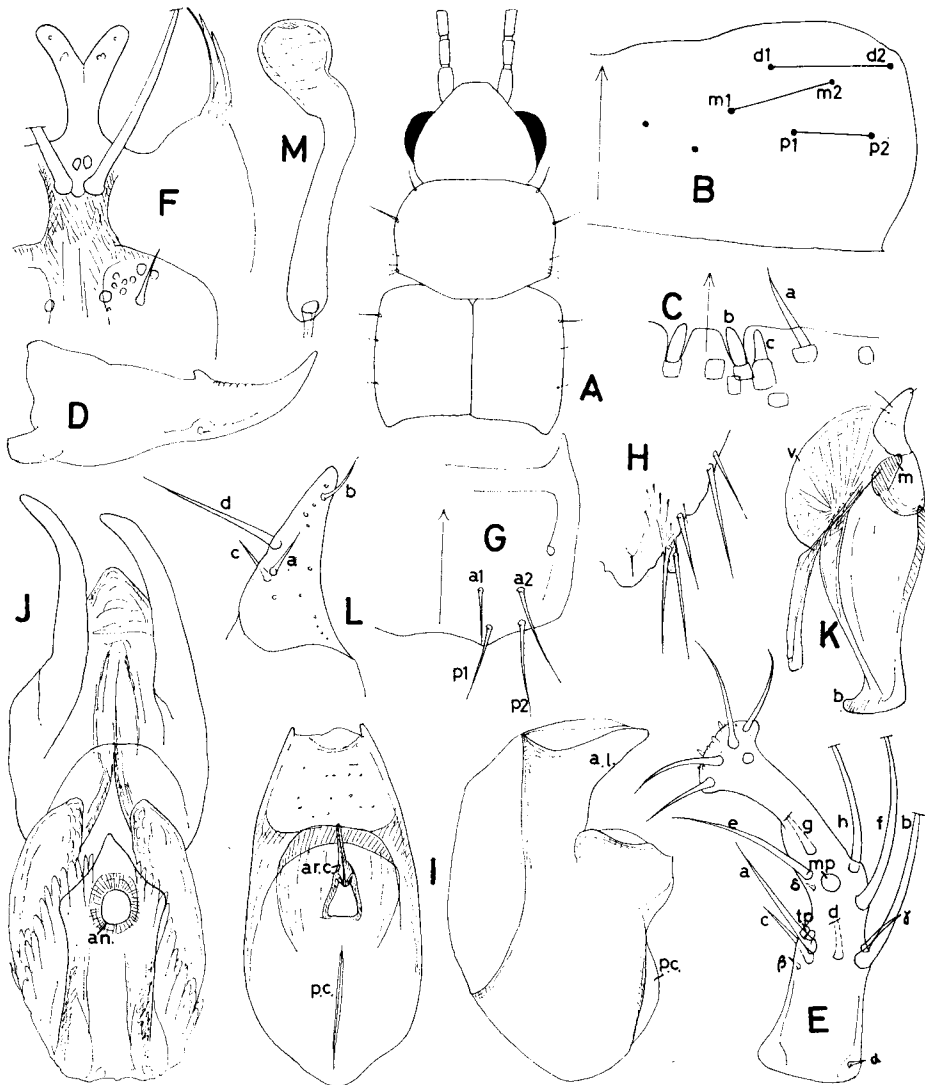 F
M
A
B
d1 d2
m1 m2
p1 p2
C
a
b
c
D
H
v
m
K
b
d
b
c
a
L
G
a1 a2
p1 p2
J
an.
I
ar.c.
p.c.
a.l.
p.c.
e
g
h
f
b
mp
δ
a
c
tp
d
γ
β
E
α